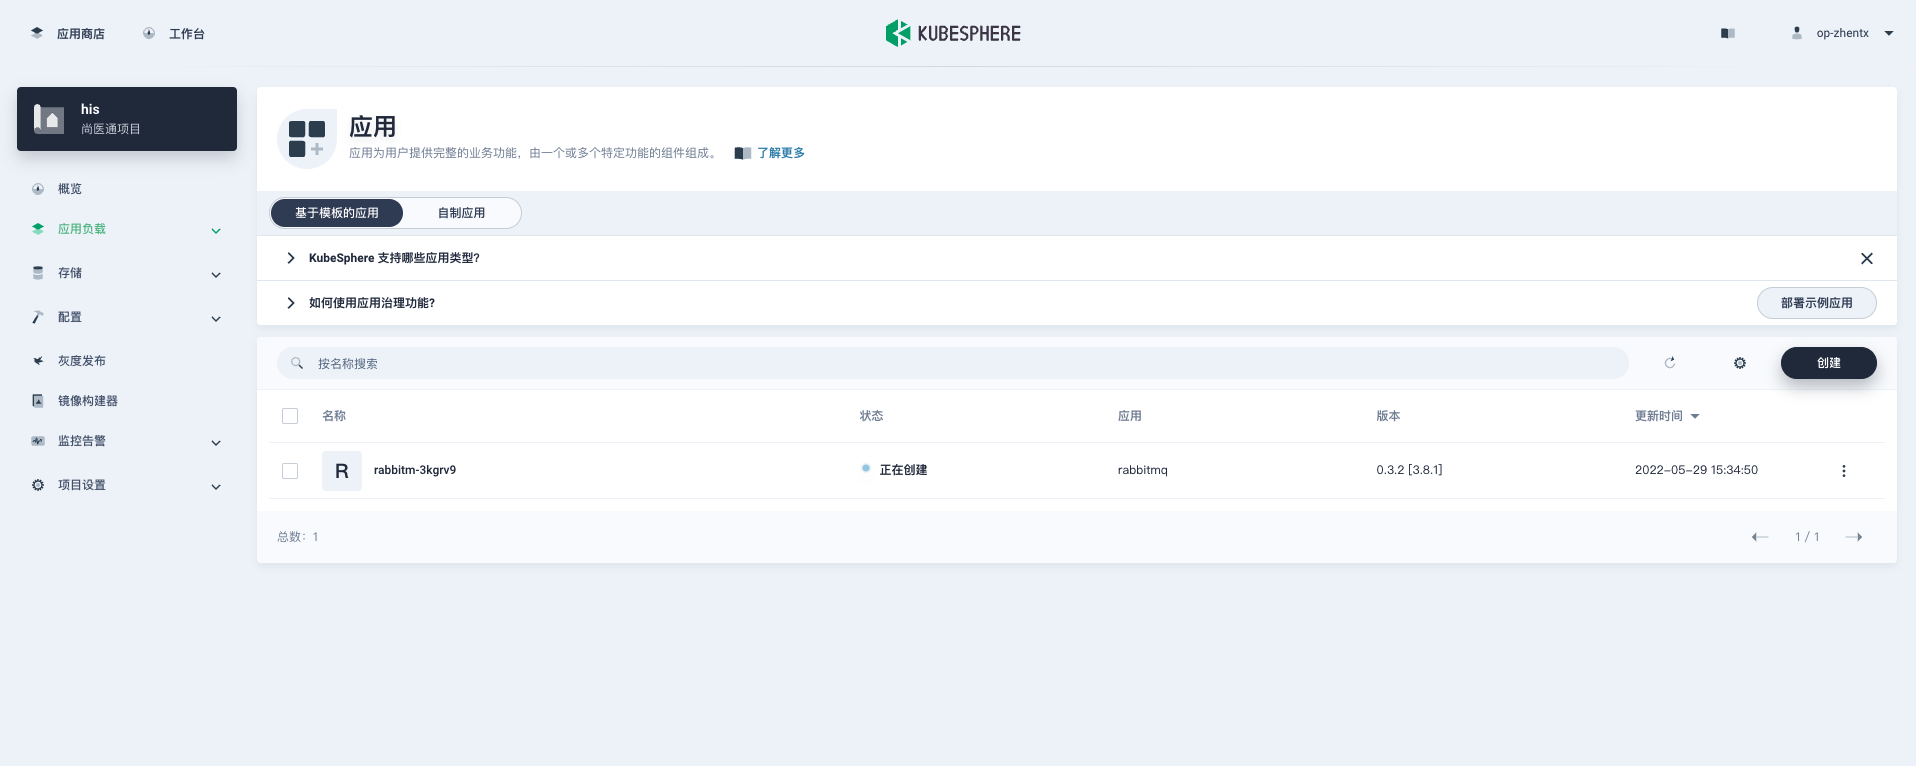 应用商店
工作台
KUBESPHERE
op-zhentx
his
尚医通项目
概览
应用负载
存储
配置
灰度发布
镜像构建器
监控告警
项目设置
应用
应用为用户提供完整的业务功能，由一个或多个特定功能的组件组成。 了解更多
基于模板的应用 自制应用
KubeSphere 支持哪些应用类型?
如何使用应用治理功能?
部署示例应用
按名称搜索
创建
名称 状态 应用 版本 更新时间
R rabbitm-3kgrv9 正在创建 rabbitmq 0.3.2 [3.8.1] 2022-05-29 15:34:50
总数：1
1 / 1